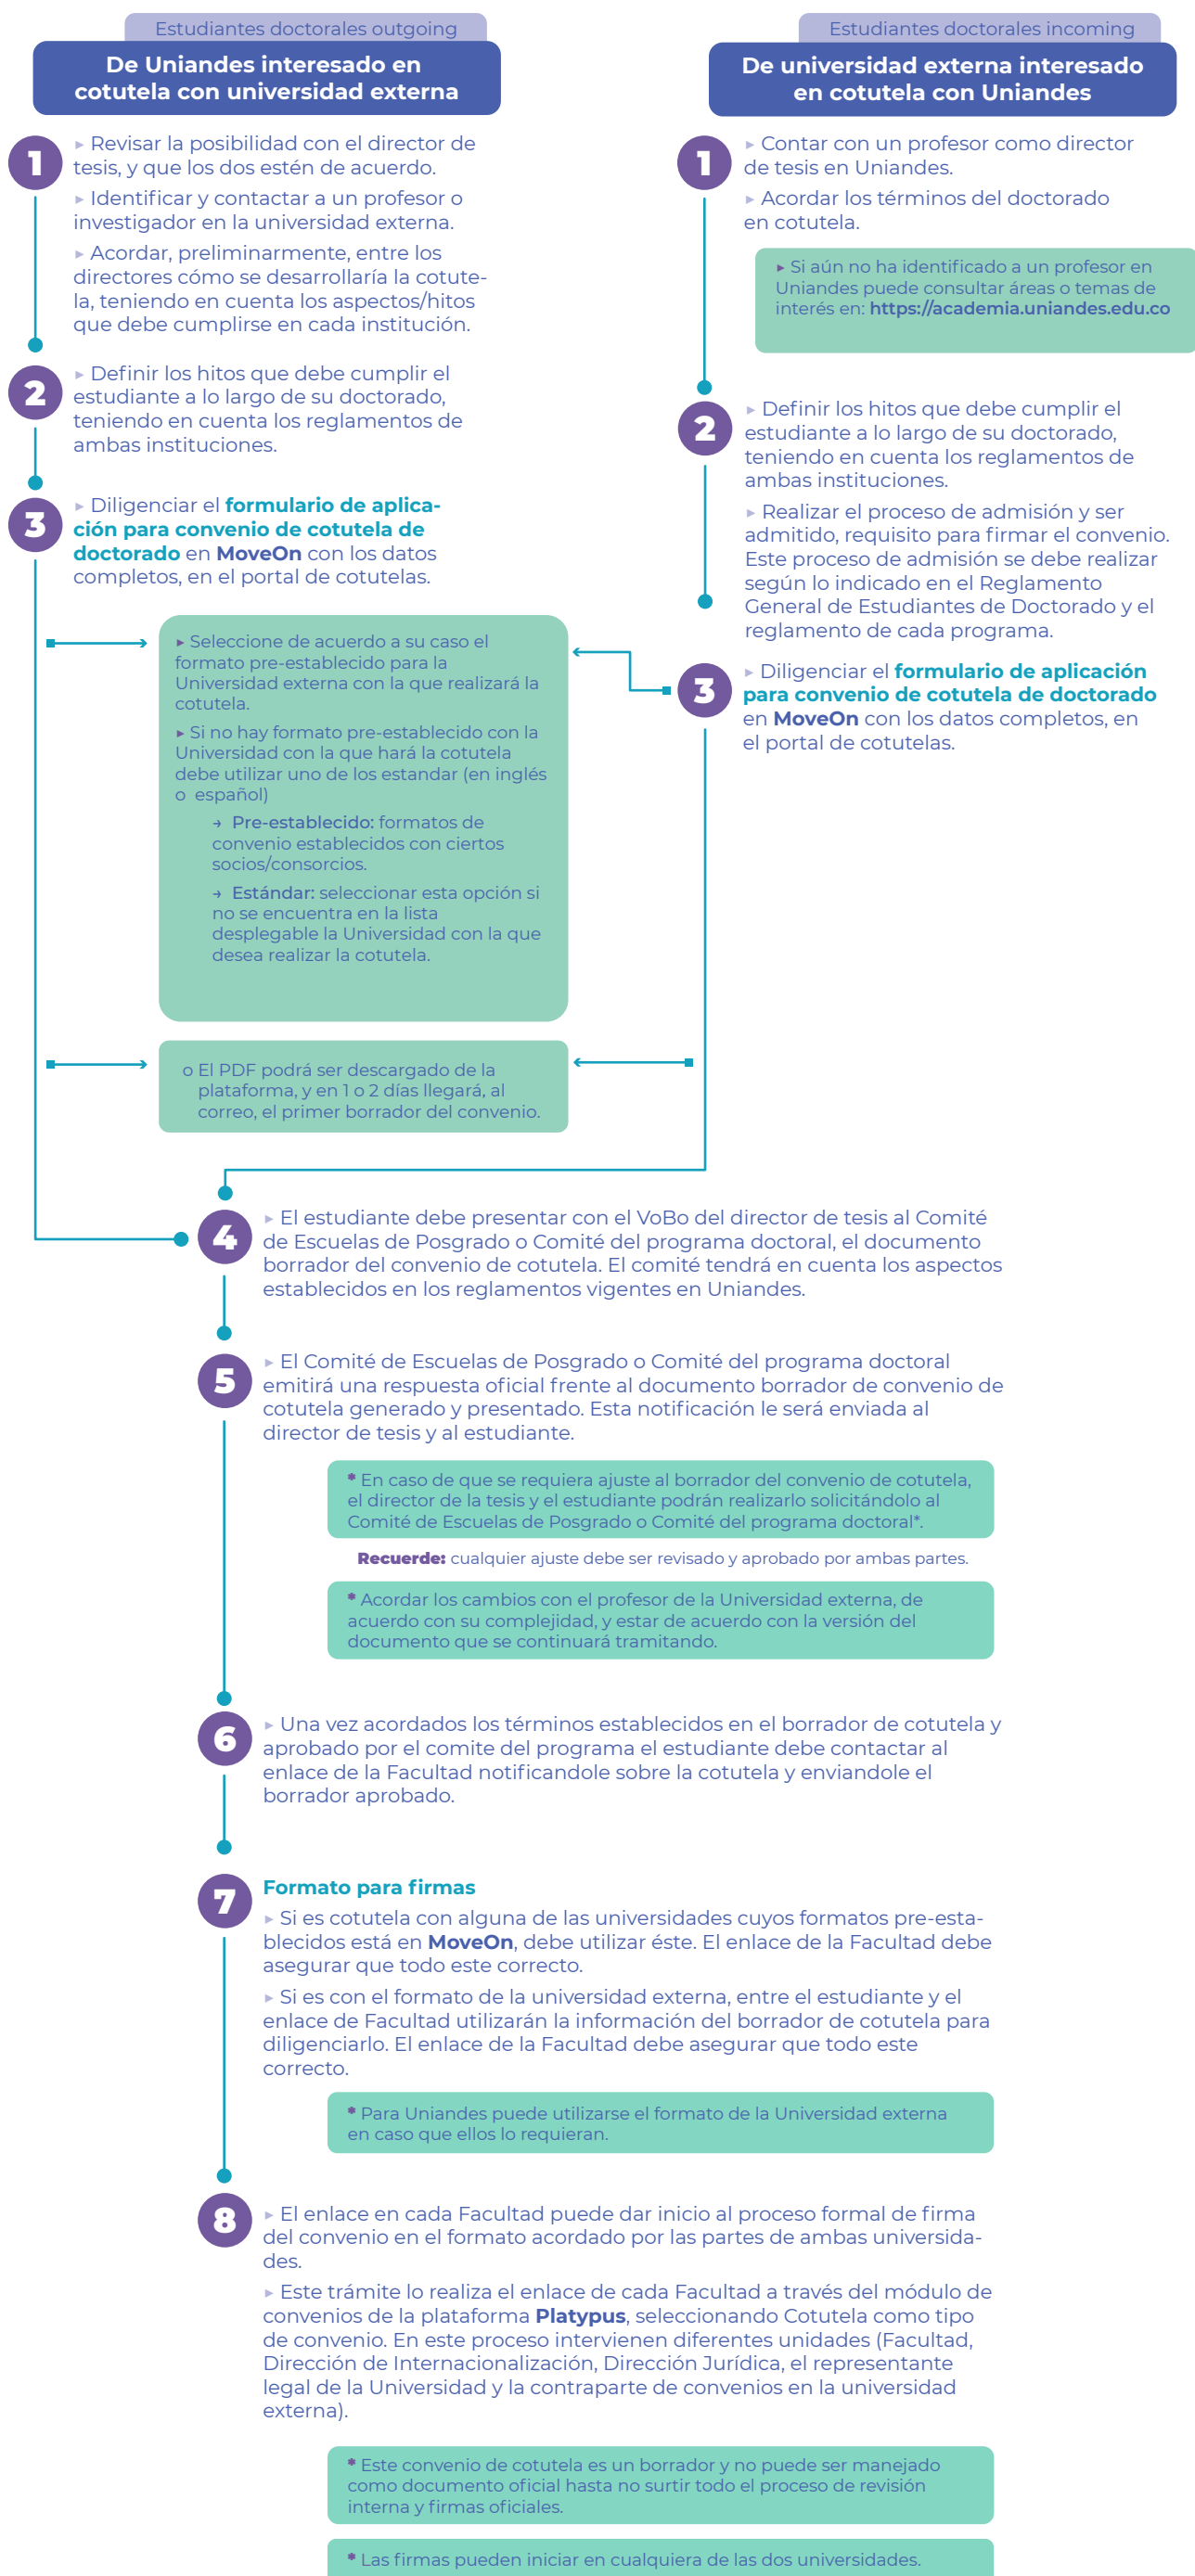 Estudiantes doctorales outgoing
De Uniandes interesado en
cotutela con universidad externa
1
▸ Revisar la posibilidad con el director de
tesis, y que los dos estén de acuerdo.
▸ Identificar y contactar a un profesor o
investigador en la universidad externa.
▸ Acordar, preliminarmente, entre los
directores cómo se desarrollaría la cotute-
la, teniendo en cuenta los aspectos/hitos
que debe cumplirse en cada institución.
2
▸ Definir los hitos que debe cumplir el
estudiante a lo largo de su doctorado,
teniendo en cuenta los reglamentos de
ambas instituciones.
3
▸ Diligenciar el formulario de aplica-
ción para convenio de cotutela de
doctorado en MoveOn con los datos
completos, en el portal de cotutelas.
Estudiantes doctorales incoming
De universidad externa interesado
en cotutela con Uniandes
1
▸ Contar con un profesor como director
de tesis en Uniandes.
▸ Acordar los términos del doctorado
en cotutela.
▸ Si aún no ha identificado a un profesor en
Uniandes puede consultar áreas o temas de
interés en: https://academia.uniandes.edu.co
2
▸ Definir los hitos que debe cumplir el
estudiante a lo largo de su doctorado,
teniendo en cuenta los reglamentos de
ambas instituciones.
▸ Realizar el proceso de admisión y ser
admitido, requisito para firmar el convenio.
Este proceso de admisión se debe realizar
según lo indicado en el Reglamento
General de Estudiantes de Doctorado y el
reglamento de cada programa.
3
▸ Diligenciar el formulario de aplicación
para convenio de cotutela de doctorado
en MoveOn con los datos completos, en
el portal de cotutelas.
▸ Seleccione de acuerdo a su caso el
formato pre-establecido para la
Universidad externa con la que realizará la
cotutela.
▸ Si no hay formato pre-establecido con la
Universidad con la que hará la cotutela
debe utilizar uno de los estandar (en inglés
o español)
→ Pre-establecido: formatos de
convenio establecidos con ciertos
socios/consorcios.
→ Estándar: seleccionar esta opción si
no se encuentra en la lista
desplegable la Universidad con la que
desea realizar la cotutela.
o El PDF podrá ser descargado de la
plataforma, y en 1 o 2 días llegará, al
correo, el primer borrador del convenio.
4
▸ El estudiante debe presentar con el VoBo del director de tesis al Comité
de Escuelas de Posgrado o Comité del programa doctoral, el documento
borrador del convenio de cotutela. El comité tendrá en cuenta los aspectos
establecidos en los reglamentos vigentes en Uniandes.
5
▸ El Comité de Escuelas de Posgrado o Comité del programa doctoral
emitirá una respuesta oficial frente al documento borrador de convenio de
cotutela generado y presentado. Esta notificación le será enviada al
director de tesis y al estudiante.
* En caso de que se requiera ajuste al borrador del convenio de cotutela,
el director de la tesis y el estudiante podrán realizarlo solicitándolo al
Comité de Escuelas de Posgrado o Comité del programa doctoral*.
Recuerde: cualquier ajuste debe ser revisado y aprobado por ambas partes.
* Acordar los cambios con el profesor de la Universidad externa, de
acuerdo con su complejidad, y estar de acuerdo con la versión del
documento que se continuará tramitando.
6
▸ Una vez acordados los términos establecidos en el borrador de cotutela y
aprobado por el comite del programa el estudiante debe contactar al
enlace de la Facultad notificandole sobre la cotutela y enviandole el
borrador aprobado.
7
Formato para firmas
▸ Si es cotutela con alguna de las universidades cuyos formatos pre-esta-
blecidos está en MoveOn, debe utilizar éste. El enlace de la Facultad debe
asegurar que todo este correcto.
▸ Si es con el formato de la universidad externa, entre el estudiante y el
enlace de Facultad utilizarán la información del borrador de cotutela para
diligenciarlo. El enlace de la Facultad debe asegurar que todo este
correcto.
* Para Uniandes puede utilizarse el formato de la Universidad externa
en caso que ellos lo requieran.
8
▸ El enlace en cada Facultad puede dar inicio al proceso formal de firma
del convenio en el formato acordado por las partes de ambas universida-
des.
▸ Este trámite lo realiza el enlace de cada Facultad a través del módulo de
convenios de la plataforma Platypus, seleccionando Cotutela como tipo
de convenio. En este proceso intervienen diferentes unidades (Facultad,
Dirección de Internacionalización, Dirección Jurídica, el representante
legal de la Universidad y la contraparte de convenios en la universidad
externa).
* Este convenio de cotutela es un borrador y no puede ser manejado
como documento oficial hasta no surtir todo el proceso de revisión
interna y firmas oficiales.
* Las firmas pueden iniciar en cualquiera de las dos universidades.